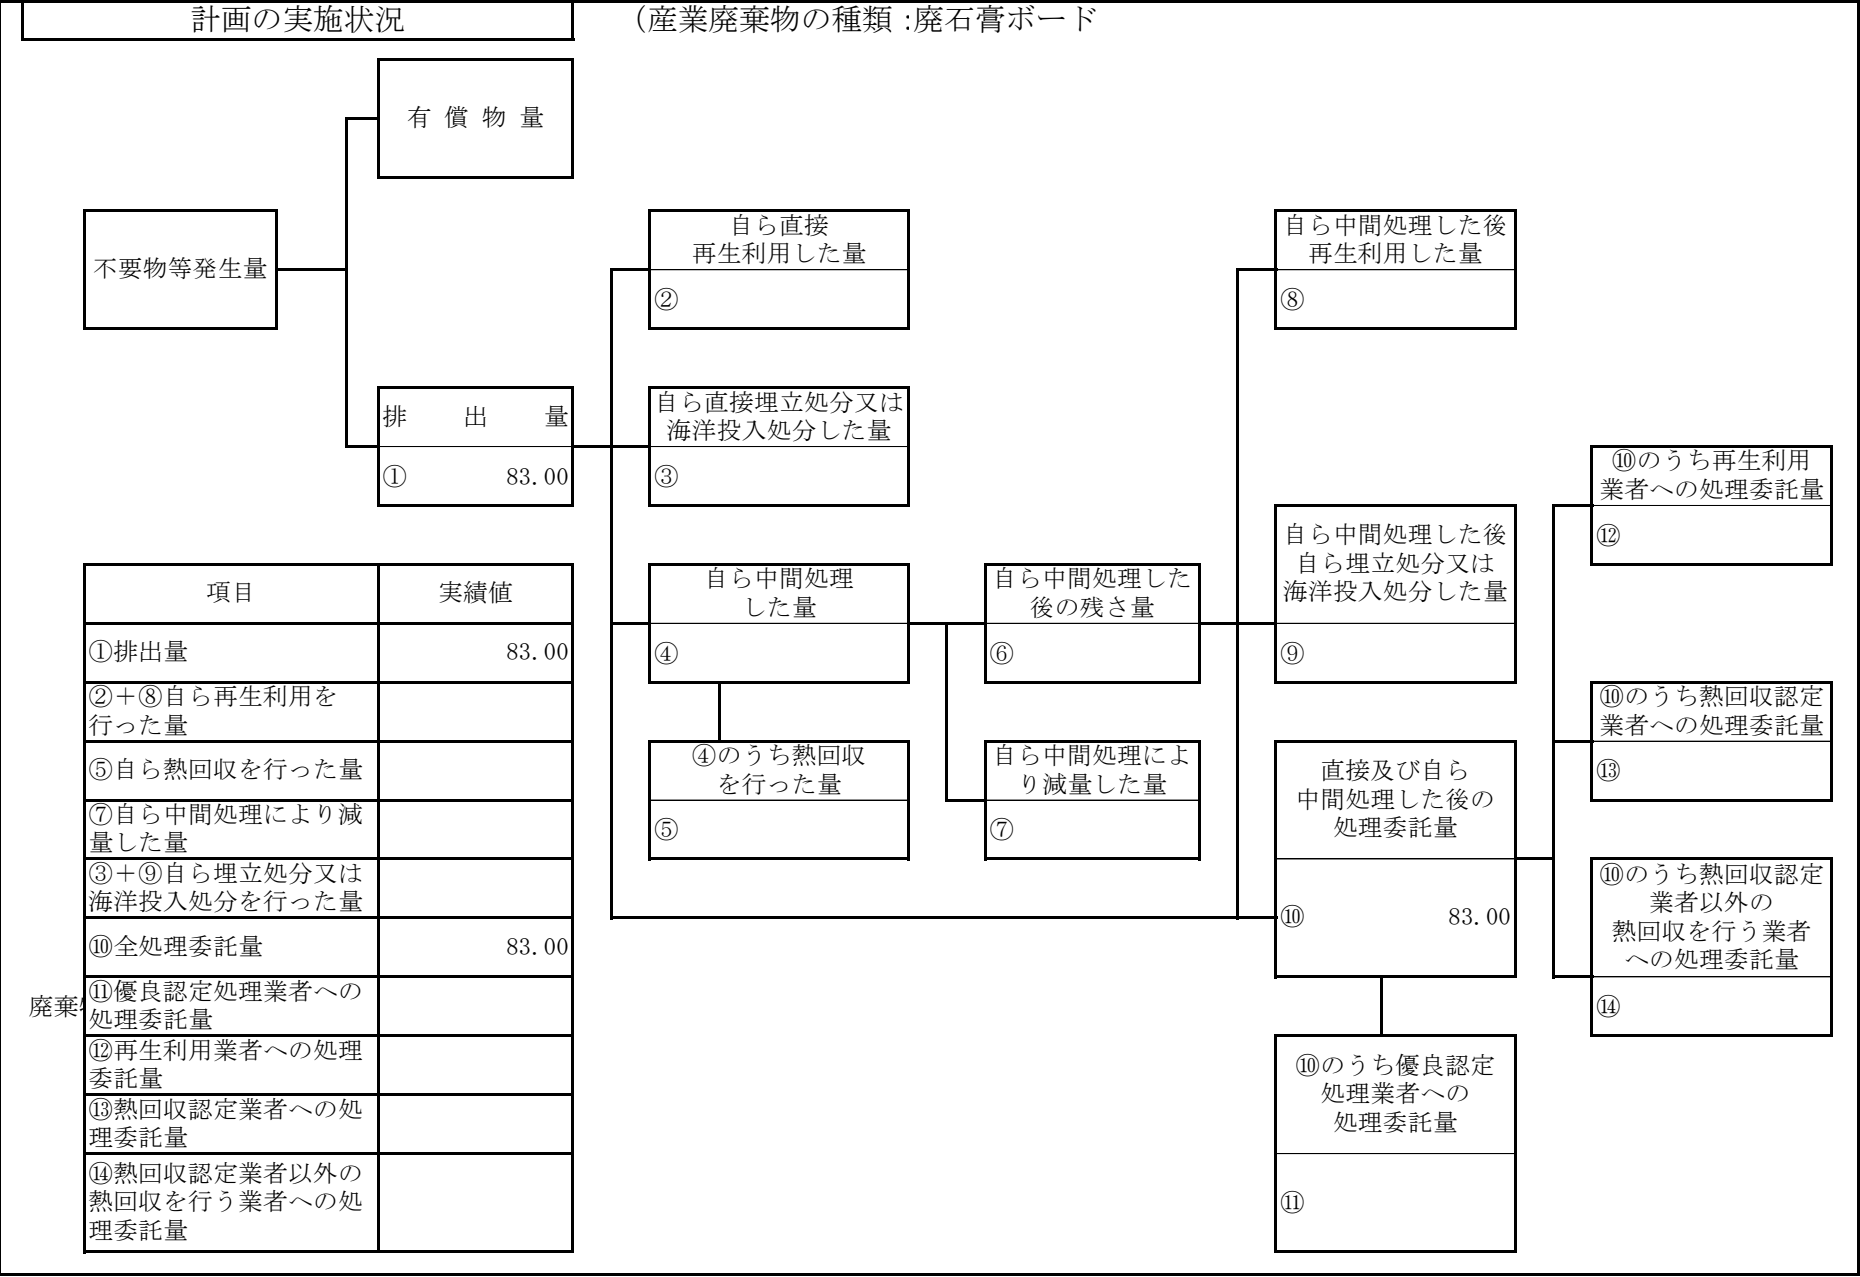 計画の実施状況
（産業廃棄物の種類:廃石膏ボード
有償物量
不要物等発生量
自ら直接
再生利用した量
②
自ら中間処理した後
再生利用した量
⑧
排出量
① 83.00
自ら直接埋立処分又は
海洋投入処分した量
③
⑩のうち再生利用
業者への処理委託量
⑫
自ら中間処理した後
自ら埋立処分又は
海洋投入処分した量
⑨
自ら中間処理
した量
④
自ら中間処理した
後の残さ量
⑥
⑩のうち熱回収認定
業者への処理委託量
⑬
④のうち熱回収
を行った量
⑤
自ら中間処理によ
り減量した量
⑦
直接及び自ら
中間処理した後の
処理委託量
⑩ 83.00
⑩のうち熱回収認定
業者以外の
熱回収を行う業者
への処理委託量
⑭
⑩のうち優良認定
処理業者への
処理委託量
⑪
項目 実績値
①排出量 83.00
②＋⑧自ら再生利用を
行った量
⑤自ら熱回収を行った量
⑦自ら中間処理により減
量した量
③＋⑨自ら埋立処分又は
海洋投入処分を行った量
⑩全処理委託量 83.00
廃棄
⑪優良認定処理業者への
処理委託量
⑫再生利用業者への処理
委託量
⑬熱回収認定業者への処
理委託量
⑭熱回収認定業者以外の
熱回収を行う業者への処
理委託量